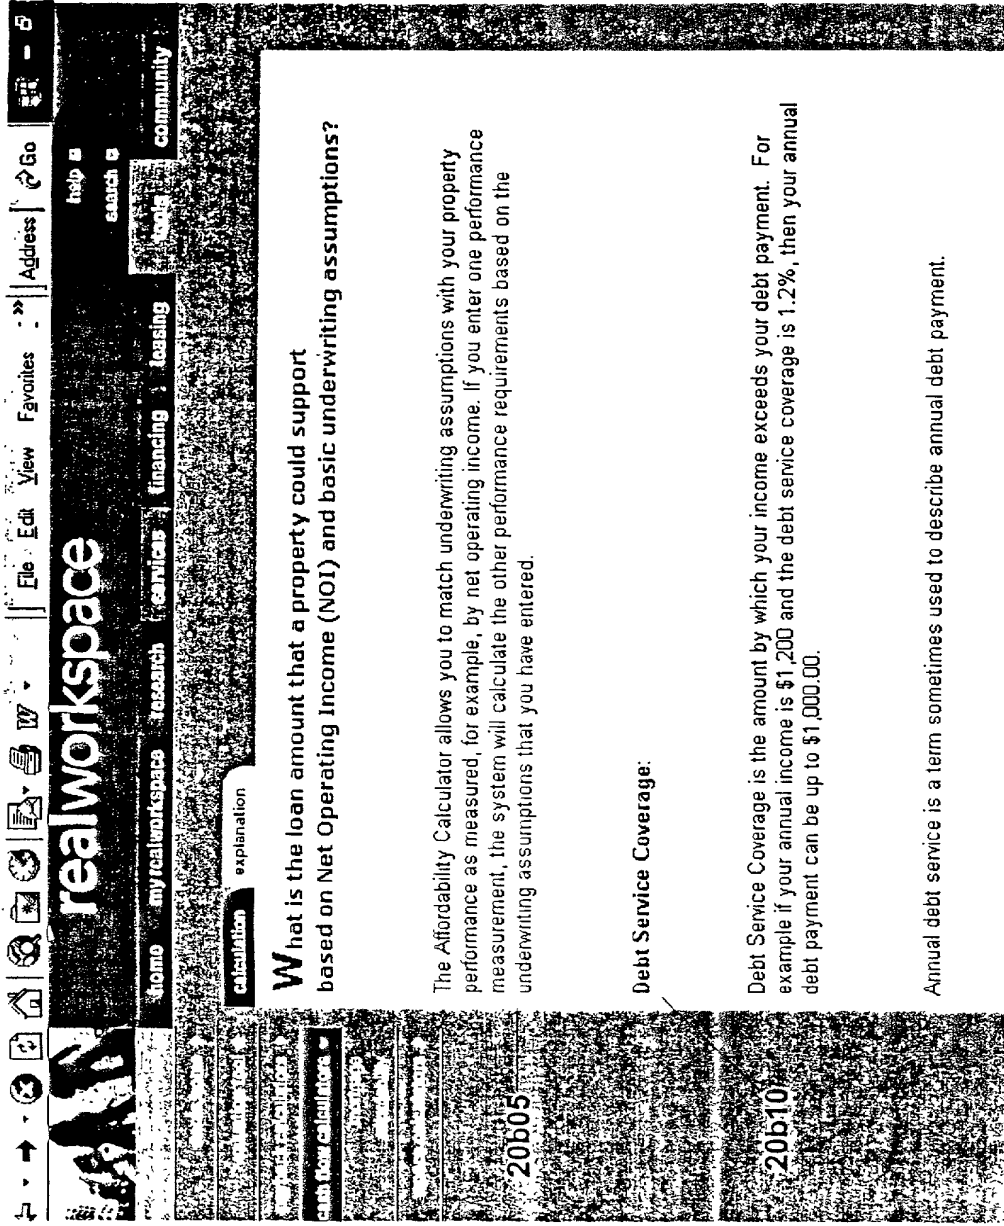 File Edit View Favorites » Address Go
realworkspace
help
search
home myrealworkspace research services financing leasing tools community
calculation explanation
What is the loan amount that a property could support
based on Net Operating Income (NOI) and basic underwriting assumptions?
The Affordability Calculator allows you to match underwriting assumptions with your property
performance as measured, for example, by net operating income. If you enter one performance
measurement, the system will calculate the other performance requirements based on the
underwriting assumptions that you have entered.
20b05
Debt Service Coverage:
Debt Service Coverage is the amount by which your income exceeds your debt payment. For
example if your annual income is $1,200 and the debt service coverage is 1.2%, then your annual
debt payment can be up to $1,000.00.
20b10
Annual debt service is a term sometimes used to describe annual debt payment.